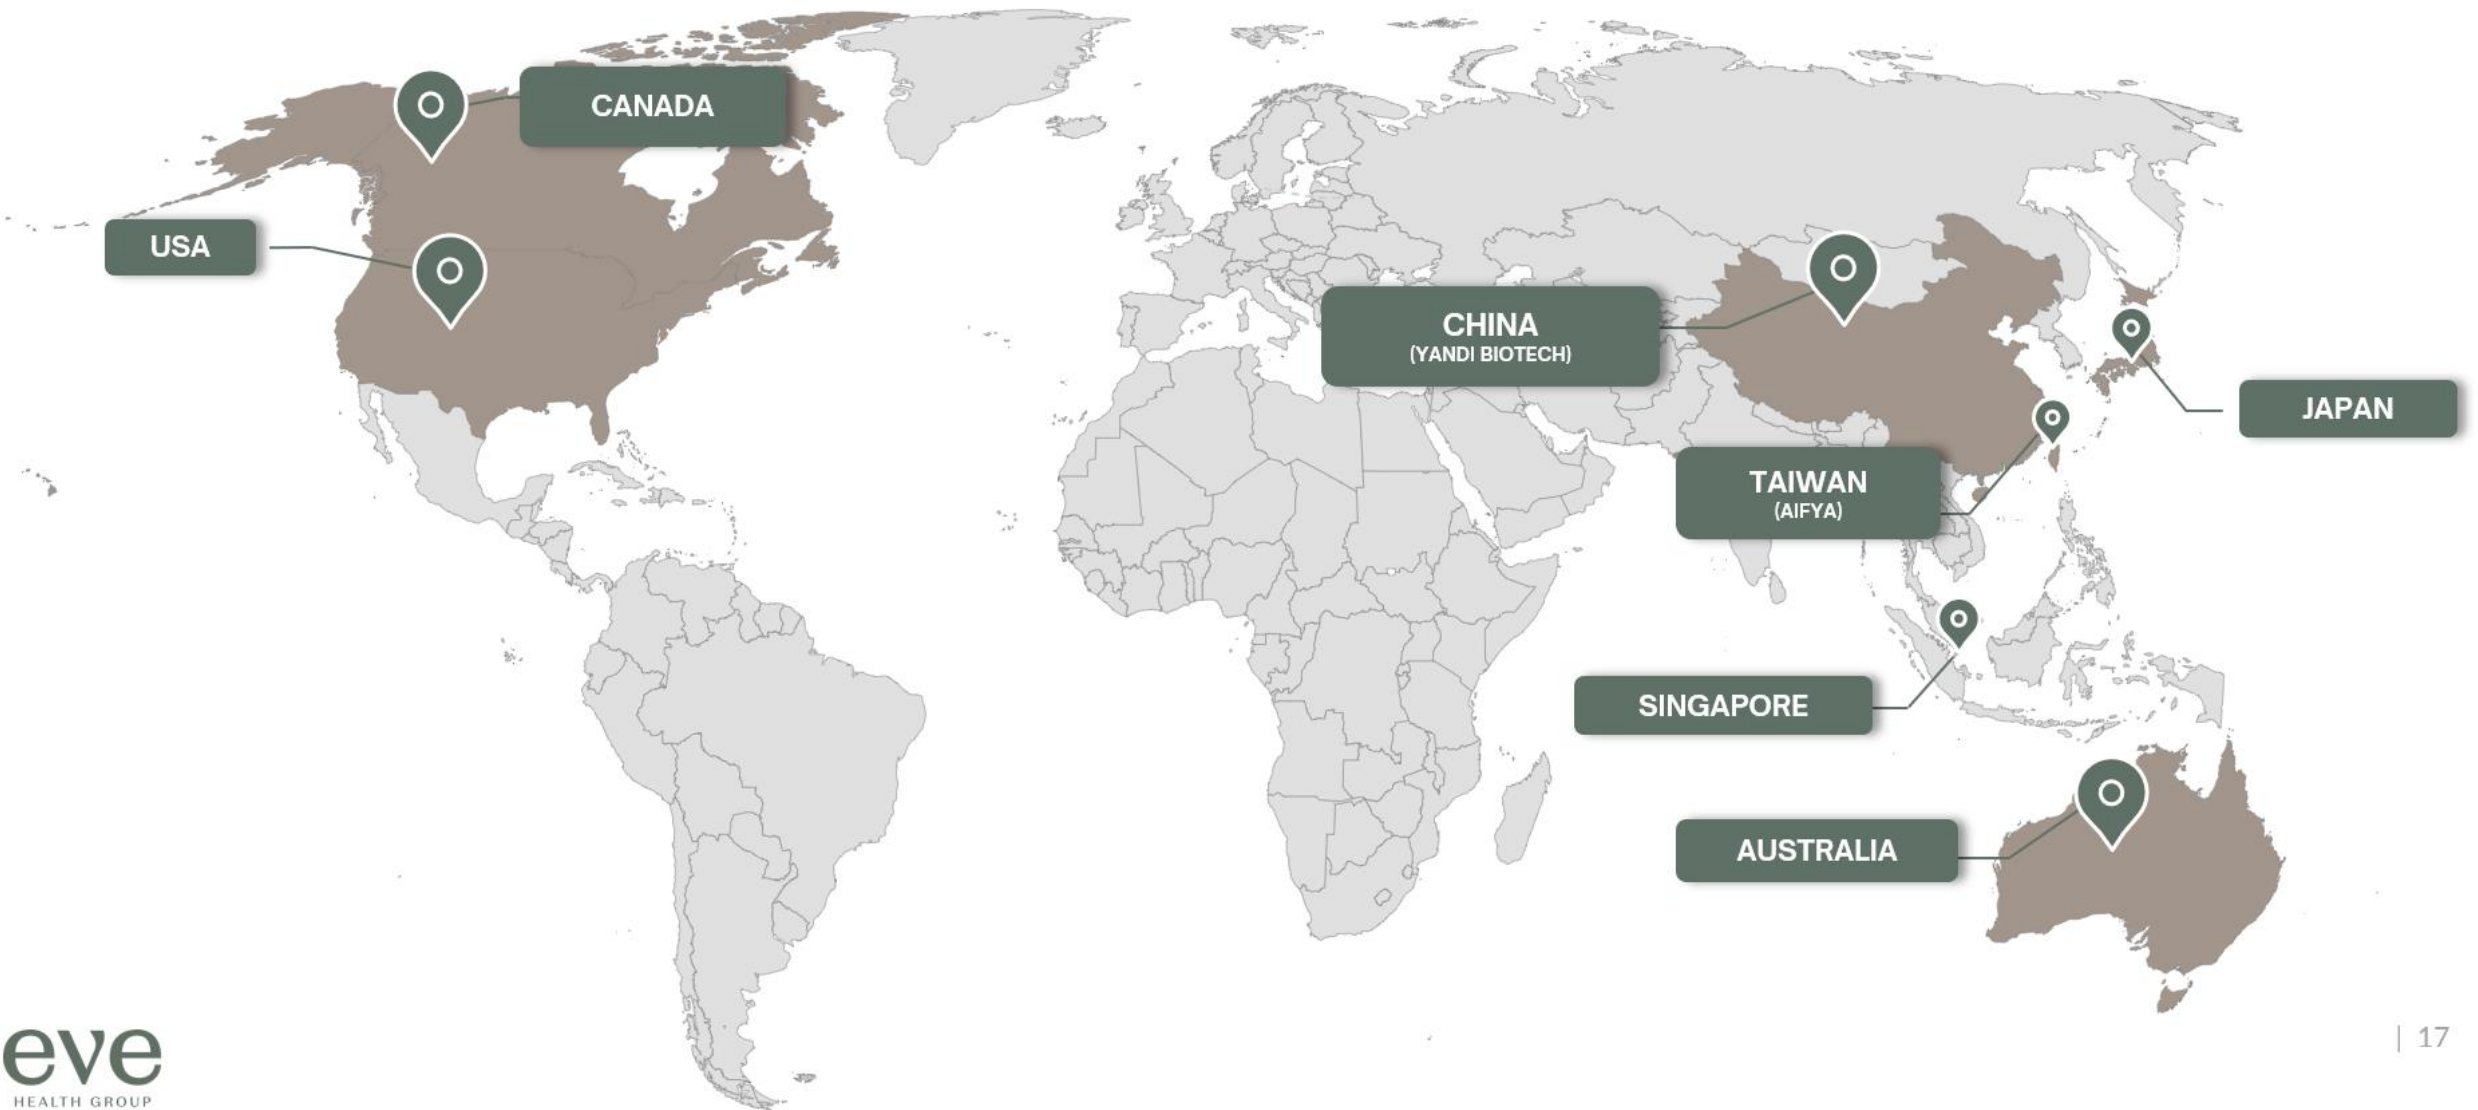 CANADA
USA
CHINA
(YANDI BIOTECH)
JAPAN
TAIWAN
(AIFYA)
SINGAPORE
AUSTRALIA
eve
HEALTH GROUP
| 17